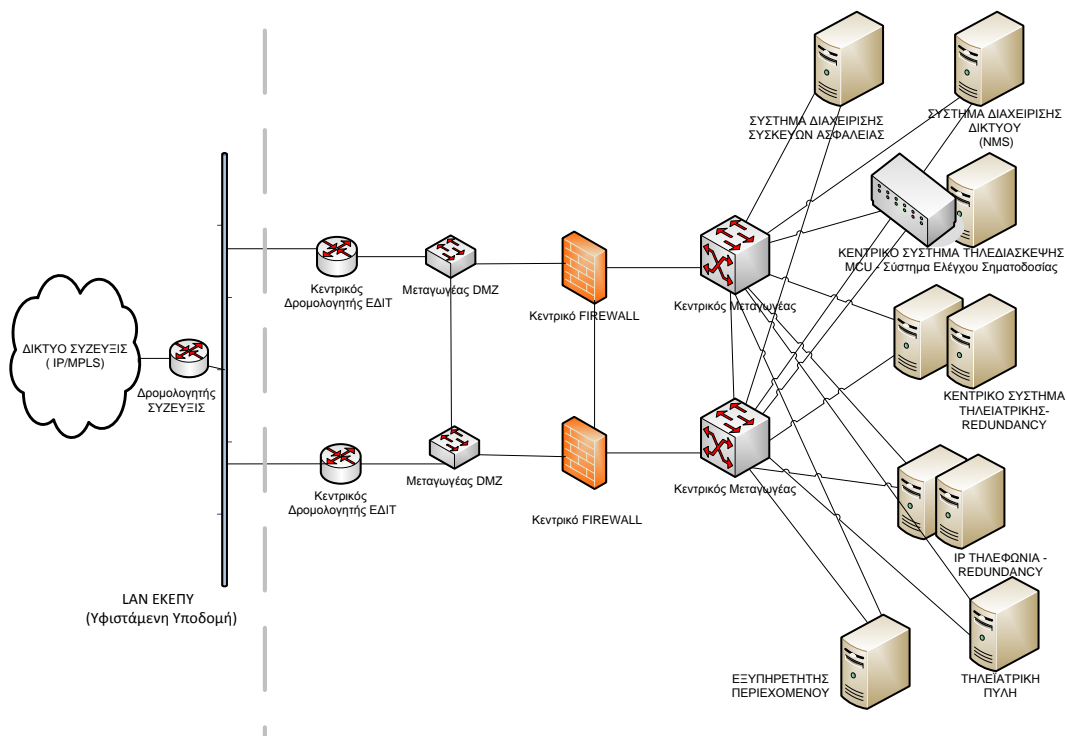 ΣΥΣΤΗΜΑ ΔΙΑΧΕΙΡΙΣΗΣ
ΣΥΣΚΕΥΩΝ ΑΣΦΑΛΕΙΑΣ
ΣΥΣΤΗΜΑ ΔΙΑΧΕΙΡΙΣΗΣ
ΔΙΚΤΥΟΥ
(NMS)
ΚΕΝΤΡΙΚΟ ΣΥΣΤΗΜΑ ΤΗΛΕΔΙΑΣΚΕΨΗΣ
MCU - Σύστημα Ελέγχου Σηματοδοσίας
Κεντρικός
Δρομολογητής ΕΔΙΤ
Μεταγωγέας DMZ
Κεντρικό FIREWALL
Κεντρικός Μεταγωγέας
ΔΙΚΤΥΟ ΣΥΖΕΥΞΙΣ
( IP/MPLS)
Δρομολογητής
ΣΥΖΕΥΞΙΣ
ΚΕΝΤΡΙΚΟ ΣΥΣΤΗΜΑ
ΤΗΛΕΙΑΤΡΙΚΗΣ-
REDUNDANCY
Κεντρικός
Δρομολογητής ΕΔΙΤ
Μεταγωγέας DMZ
Κεντρικό FIREWALL
Κεντρικός Μεταγωγέας
IP ΤΗΛΕΦΩΝΙΑ -
REDUNDANCY
LAN ΕΚΕΠΥ
(Υφιστάμενη Υποδομή)
ΕΞΥΠΗΡΕΤΗΤΗΣ
ΠΕΡΙΕΧΟΜΕΝΟΥ
ΤΗΛΕΪΑΤΡΙΚΗ
ΠΥΛΗ